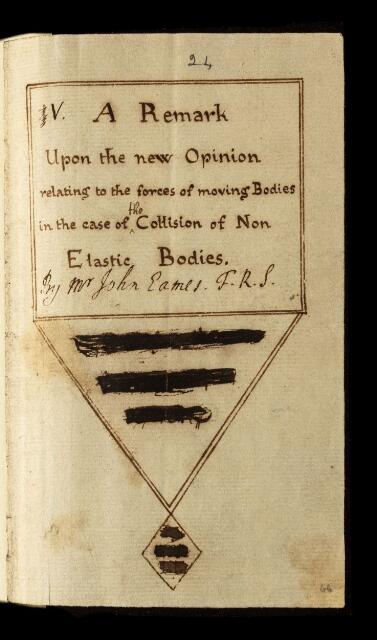 24
IV. A Remark
Upon the new Opinion
relating to the forces of moving Bodies
the
in the case of ‸ Collision of Non
Elastic Bodies.
By Mr John Eames. F.R.S.
66